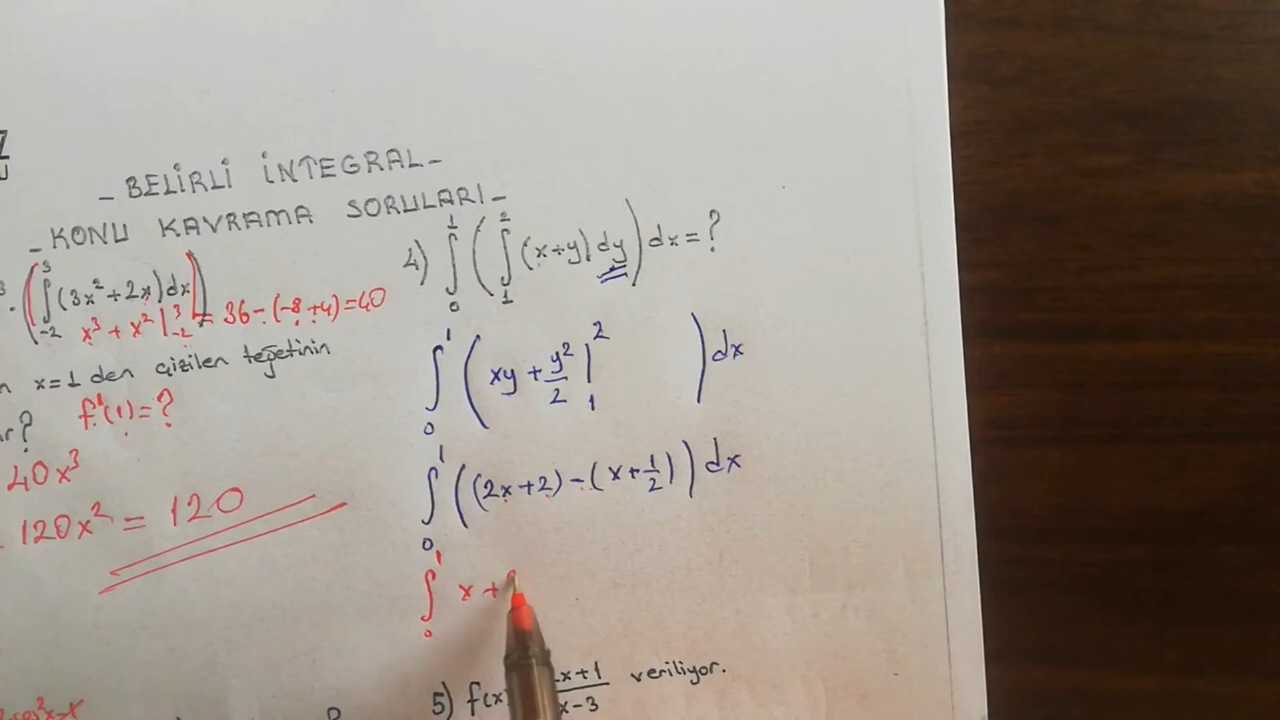 - BELİRLİ İNTEGRAL -
- KONU KAVRAMA SORULARI -
(∫₋₂³ (3x² + 2x) dx)
x³ + x² |₋₂³ = 36 - (-8 + 4) = 40
x = 1 den çizilen teğetinin
f'(1) = ?
40x³
120x² = 120
4) ∫₀¹ (∫₁² (x+y) dy) dx = ?
∫₀¹ (xy + y²/2 |₁²) dx
∫₀¹ ((2x+2) - (x + 1/2)) dx
∫₀¹ x +
5) f(x) x+1 / x-3 veriliyor.